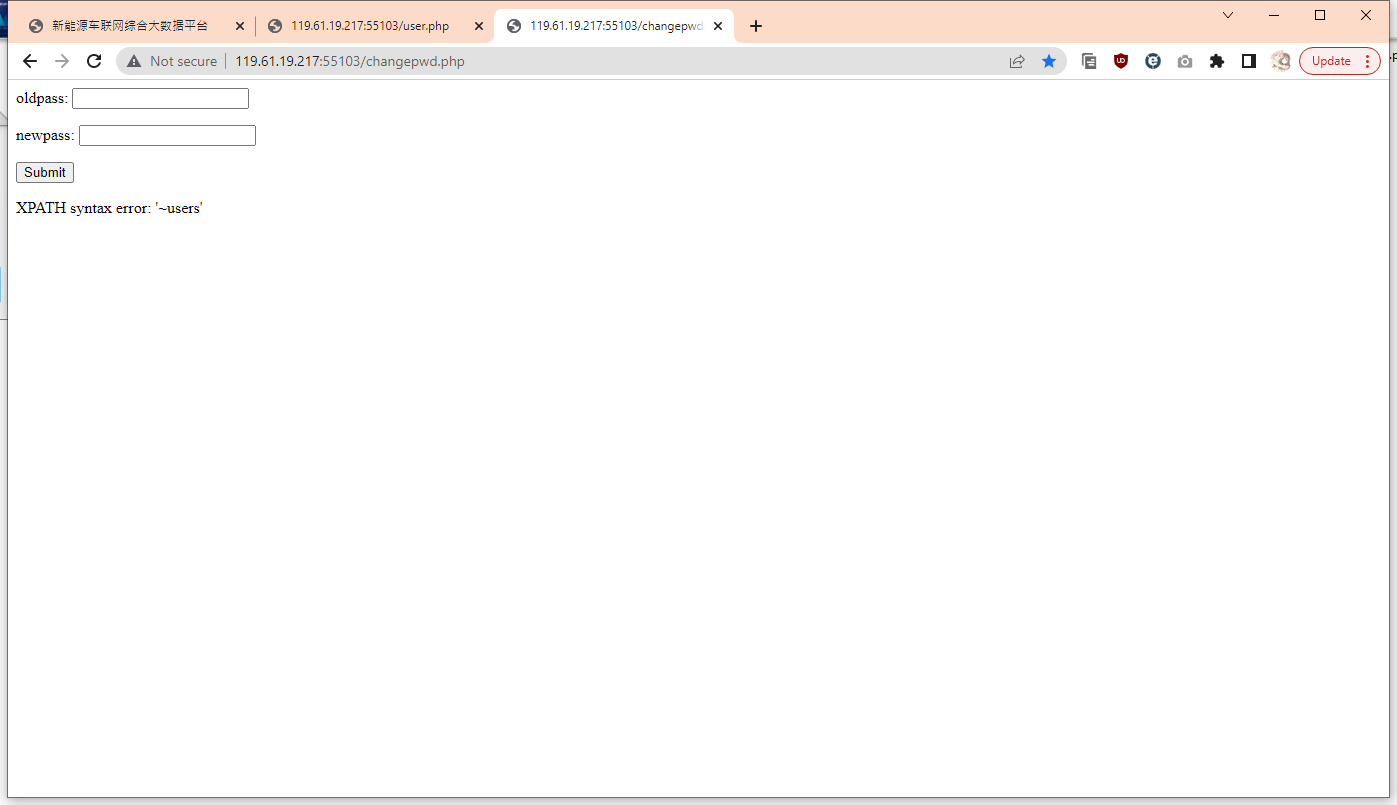 新能源车联网综合大数据平台
119.61.19.217:55103/user.php
119.61.19.217:55103/changepwd
Not secure
119.61.19.217:55103/changepwd.php
Update
oldpass:
newpass:
Submit
XPATH syntax error: '~users'